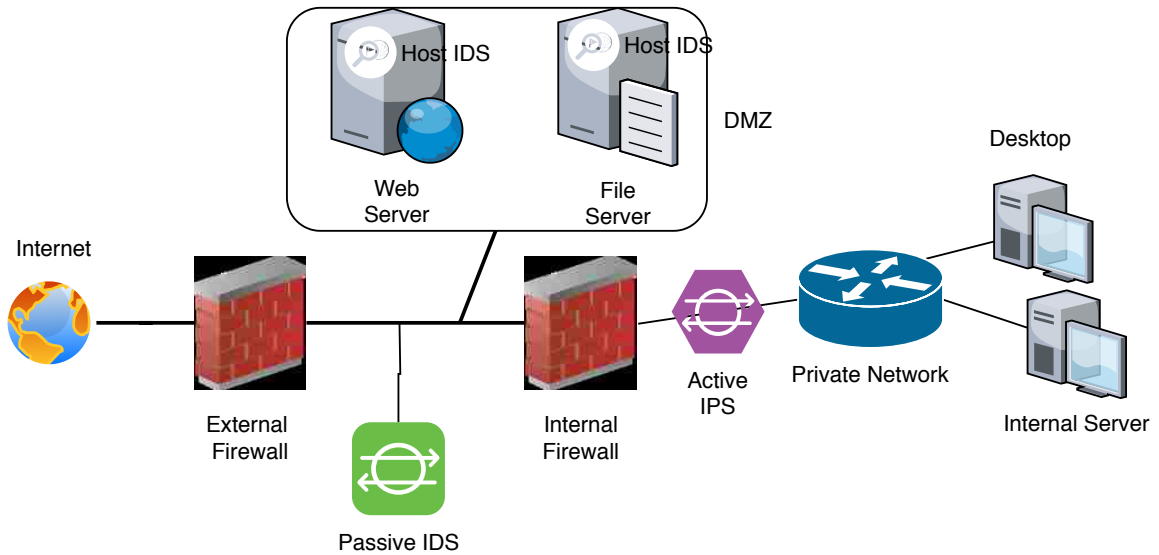 Host IDS
Host IDS
DMZ
Web
Server
File
Server
Desktop
Internet
External
Firewall
Internal
Firewall
Active
IPS
Private Network
Internal Server
Passive IDS